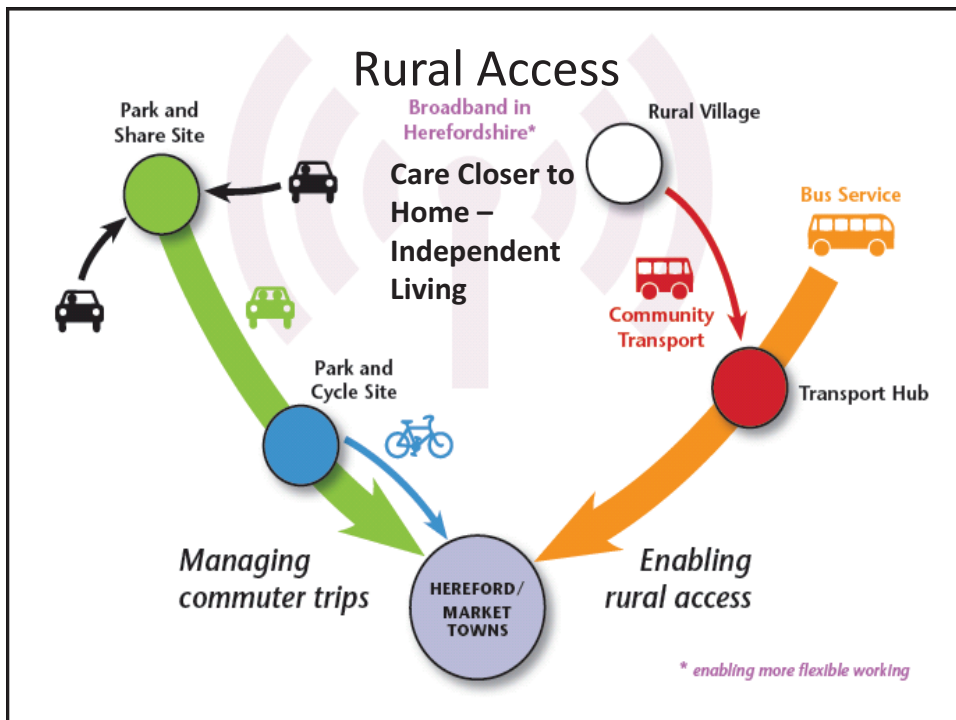 Rural Access
Park and
Share Site
Broadband in
Herefordshire*
Rural Village
Care Closer to
Home –
Independent
Living
Bus Service
Community
Transport
Park and
Cycle Site
Transport Hub
Managing
commuter trips
HEREFORD/
MARKET
TOWNS
Enabling
rural access
* enabling more flexible working